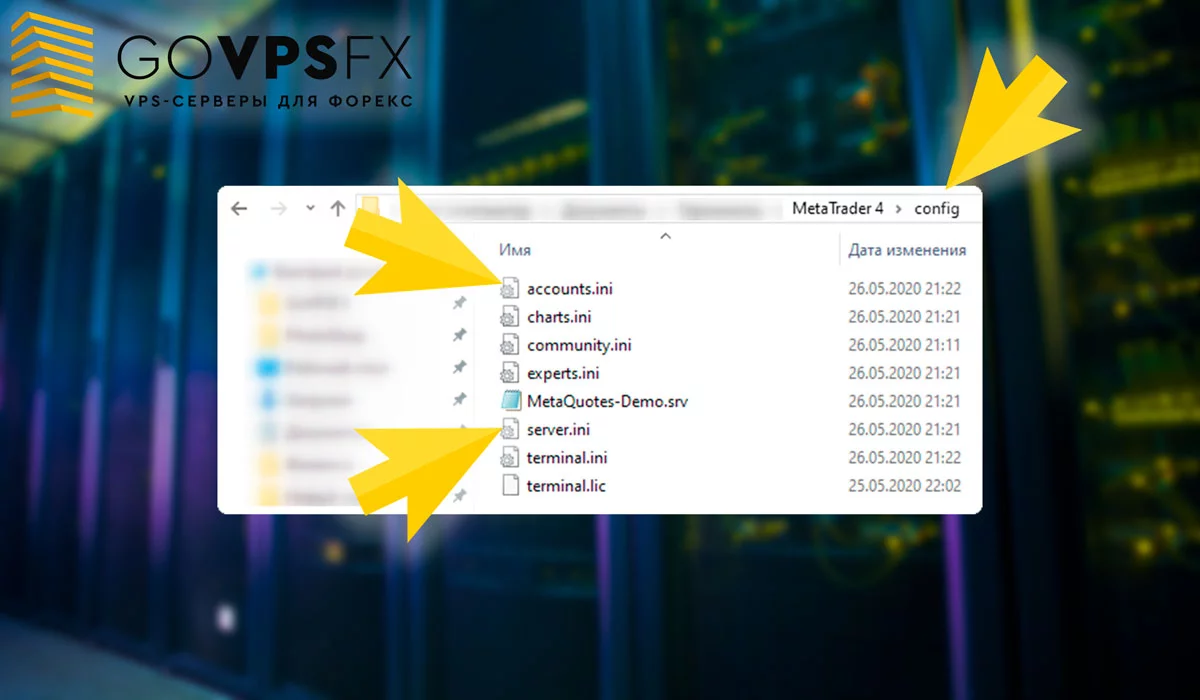 GOVPSFX
VPS-СЕРВЕРЫ ДЛЯ ФОРЕКС
MetaTrader 4 › config
Имя Дата изменения
accounts.ini 26.05.2020 21:22
charts.ini 26.05.2020 21:21
community.ini 26.05.2020 21:11
experts.ini 26.05.2020 21:21
MetaQuotes-Demo.srv 26.05.2020 21:21
server.ini 26.05.2020 21:21
terminal.ini 26.05.2020 21:22
terminal.lic 25.05.2020 22:02